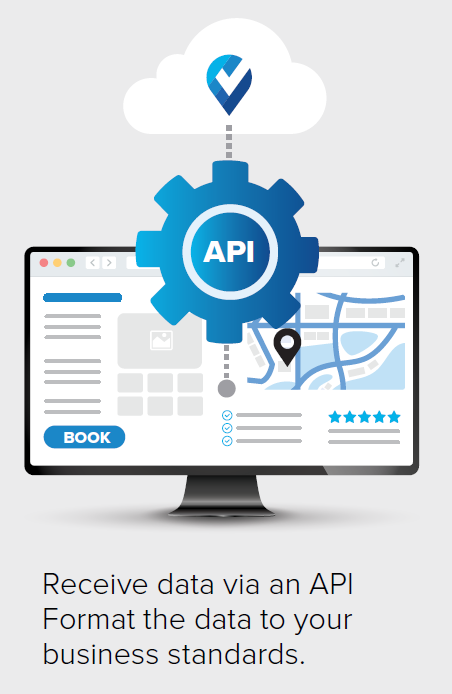 API
BOOK
Receive data via an API
Format the data to your
business standards.